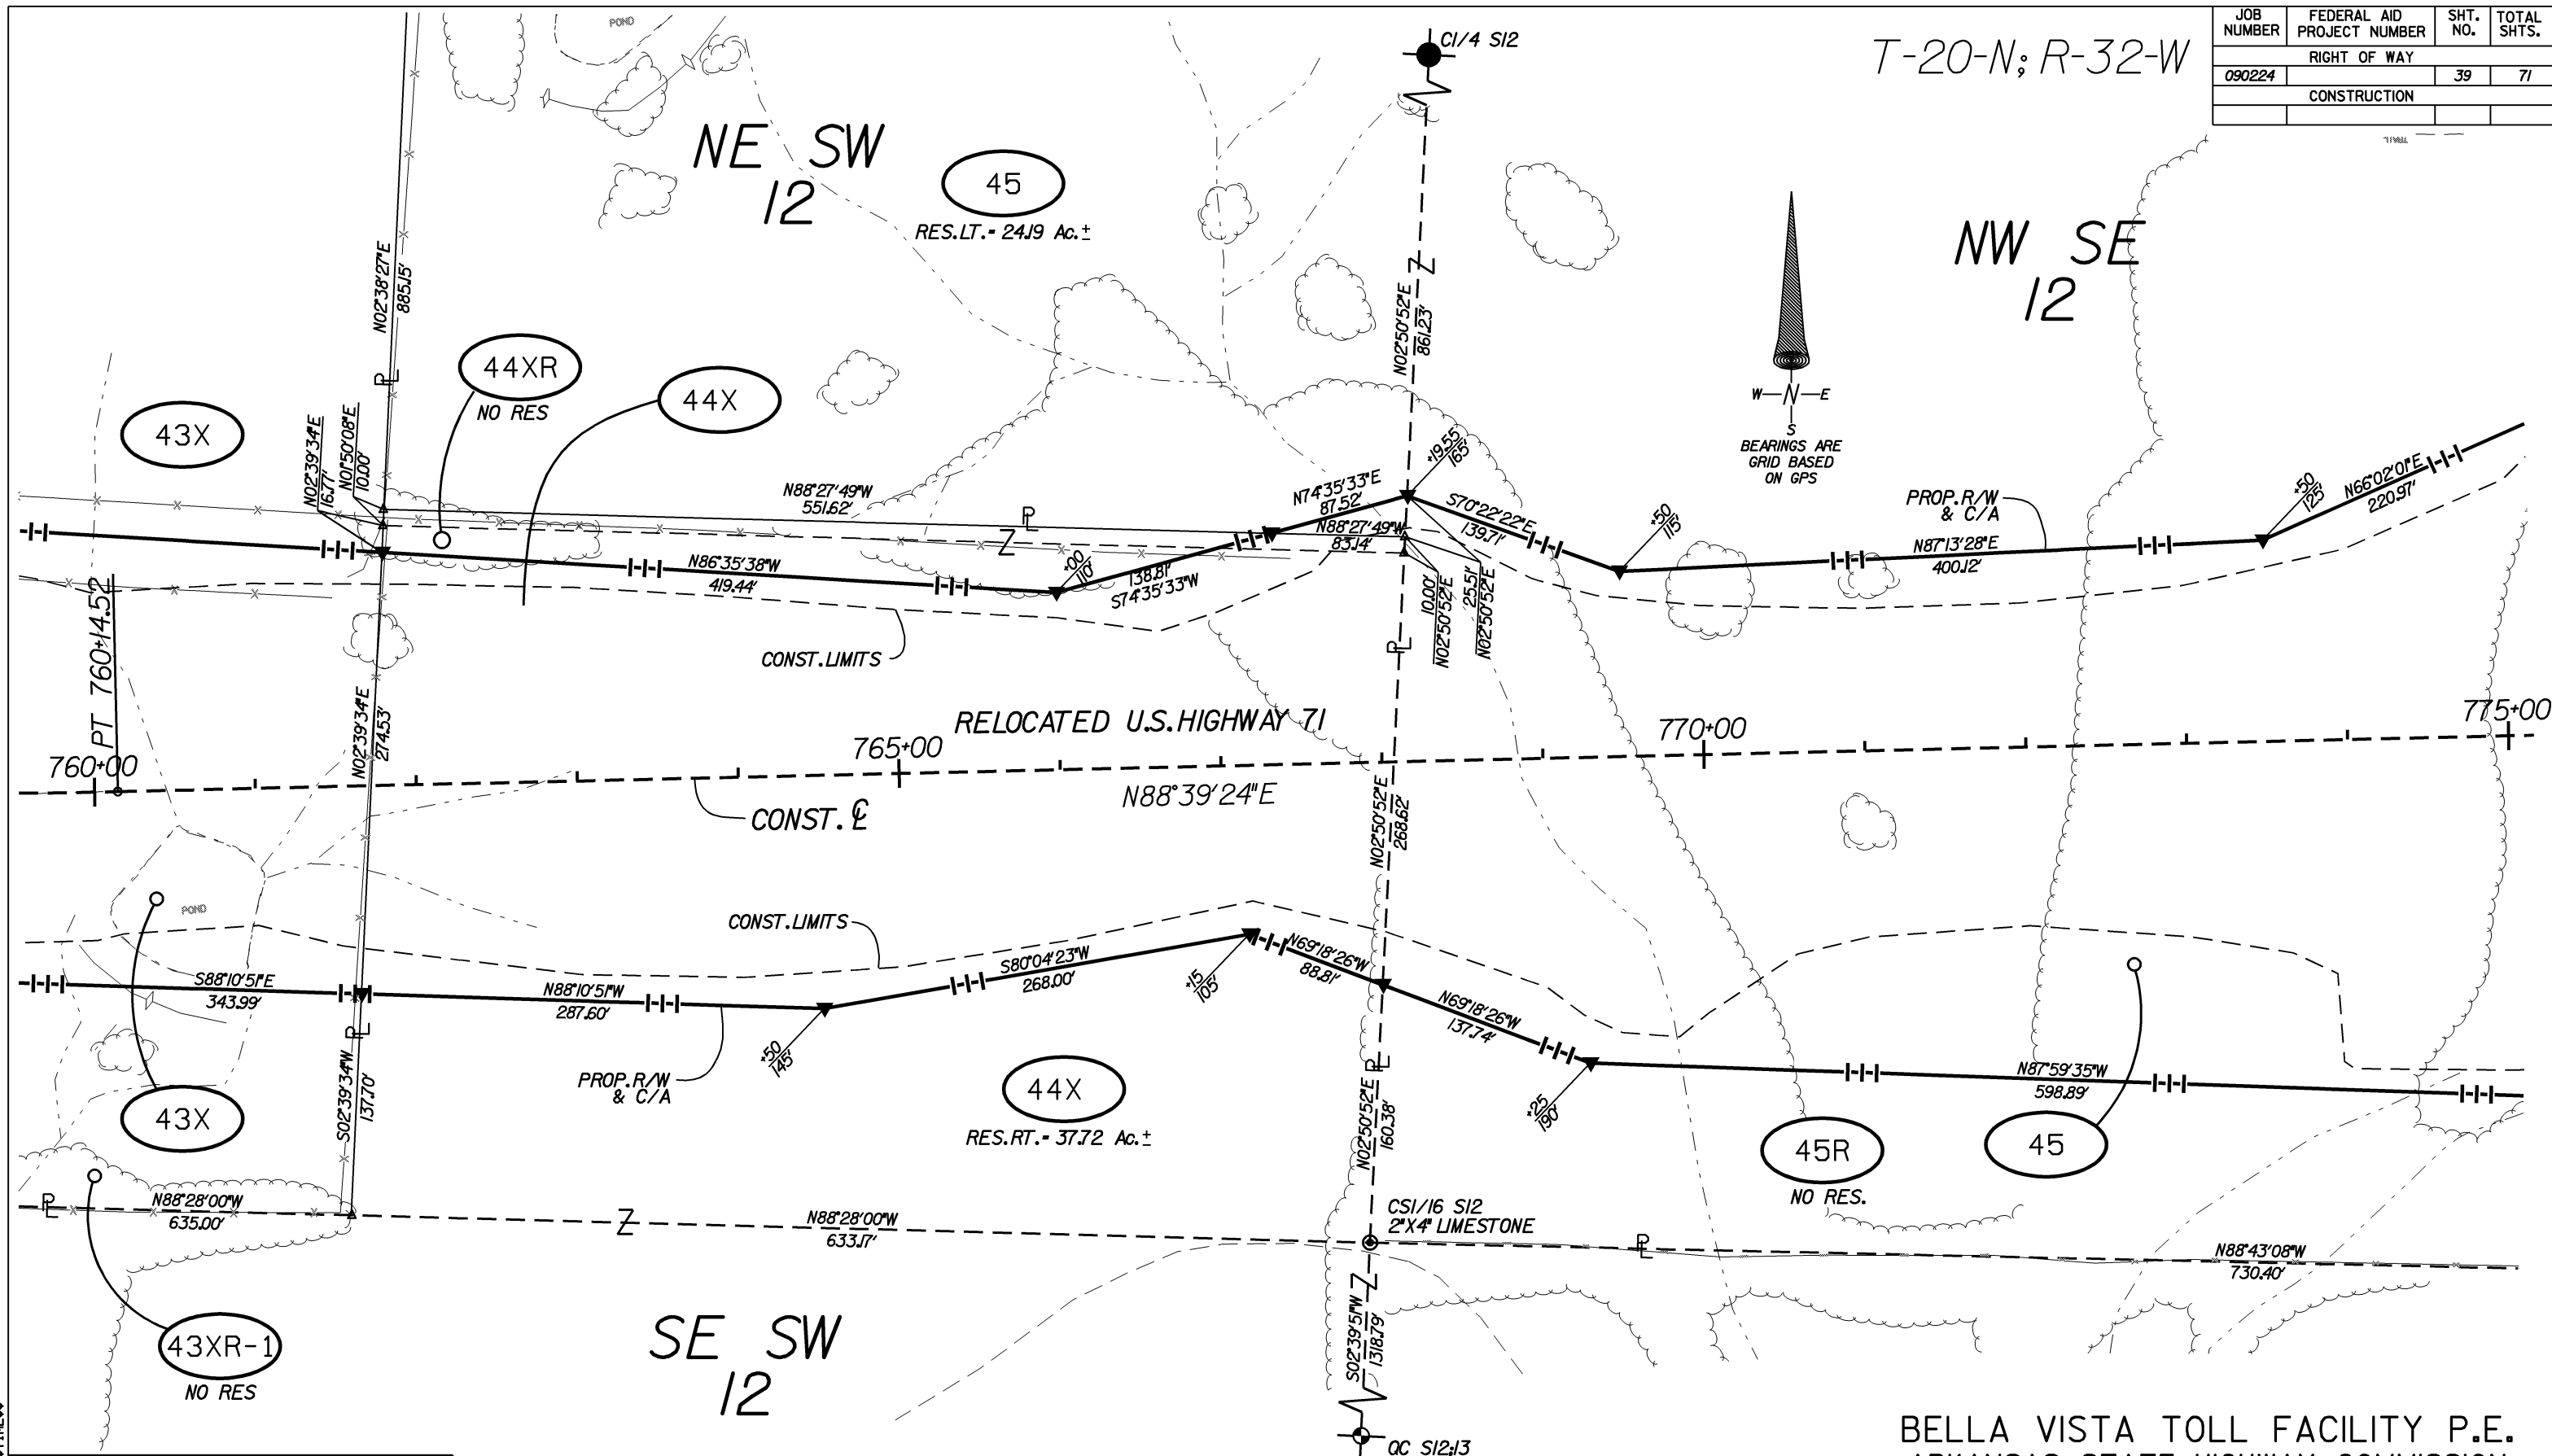 POND
C1/4 S12
T-20-N; R-32-W
JOB NUMBER
FEDERAL AID PROJECT NUMBER
SHT. NO.
TOTAL SHTS.
RIGHT OF WAY
090224
39
71
CONSTRUCTION
NE SW
12
45
RES.LT.= 24.19 Ac.±
NW SE
12
N02°38'27"E
885.15'
N02°50'52"E
861.23'
44XR
NO RES
44X
43X
W N E
S
BEARINGS ARE
GRID BASED
ON GPS
N02°39'34"E
16.77'
N01°50'08"E
10.00'
N88°27'49"W
551.62'
N74°35'33"E
87.52'
+19.55
165'
N88°27'49"W
83.14'
S70°22'22"E
139.71'
+50
115'
PROP.R/W
& C/A
N87°13'28"E
400.12'
+50
125'
N66°02'01"E
220.97'
N86°35'38"W
419.44'
+00
110'
138.81'
S74°35'33"W
10.00'
N02°50'52"E
25.51'
N02°50'52"E
CONST.LIMITS
PT 760+14.52
N02°39'34"E
274.53'
RELOCATED U.S.HIGHWAY 71
760+00
765+00
770+00
775+00
N88°39'24"E
CONST. ℄
N02°50'52"E
268.62'
POND
CONST.LIMITS
S88°10'51"E
343.99'
N88°10'51"W
287.60'
S80°04'23"W
268.00'
+15
105'
N69°18'26"W
88.81'
N69°18'26"W
137.74'
+50
145'
PROP.R/W
& C/A
44X
RES.RT.= 37.72 Ac.±
+25
190'
N87°59'35"W
598.89'
43X
S02°39'34"W
137.70'
N02°50'52"E
160.38'
45R
NO RES.
45
N88°28'00"W
635.00'
N88°28'00"W
633.17'
CS1/16 S12
2"X4" LIMESTONE
N88°43'08"W
730.40'
43XR-1
NO RES
SE SW
12
S02°39'51"W
1318.79'
QC S12;13
BELLA VISTA TOLL FACILITY P.E.
ARKANSAS STATE HIGHWAY COMMISSION